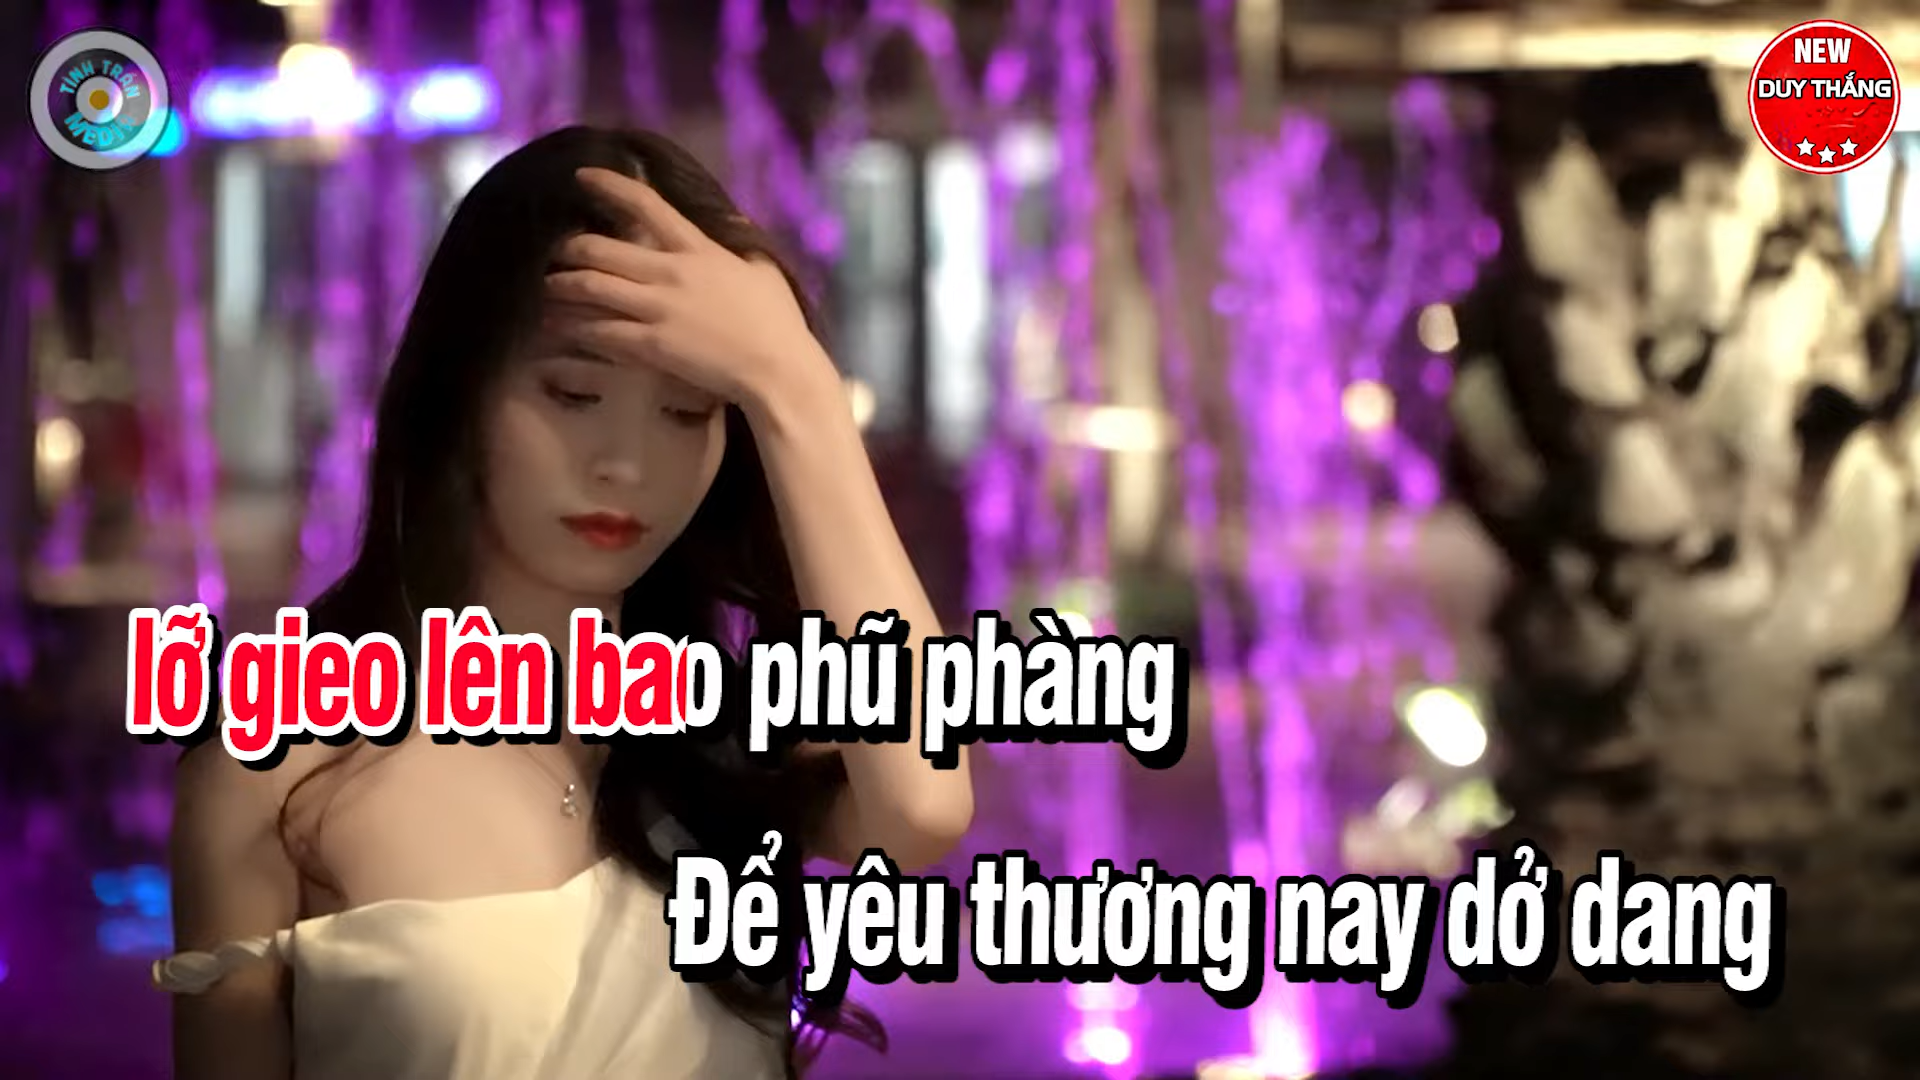 TÌNH TRẦN
MEDIA
NEW
DUY THẮNG
lỡ gieo lên bao phũ phàng
Để yêu thương nay dở dang